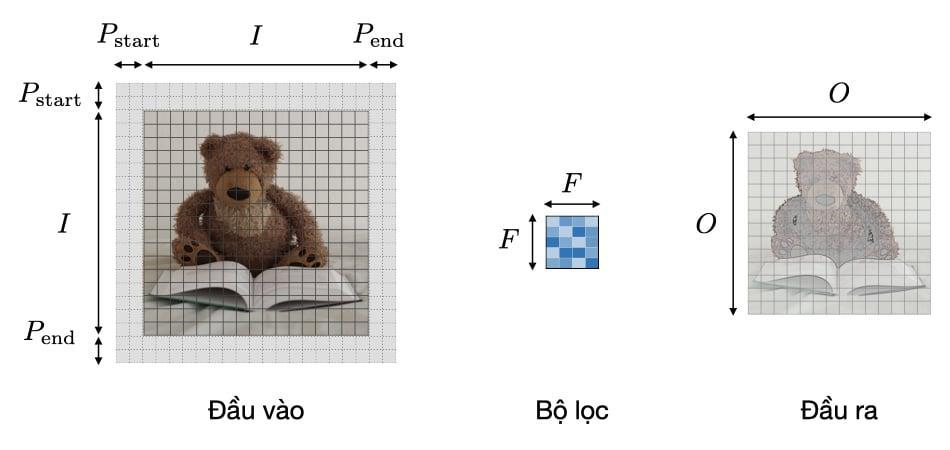 P_start I P_end
P_start
I
P_end
F
F
O
O
Đầu vào
Bộ lọc
Đầu ra